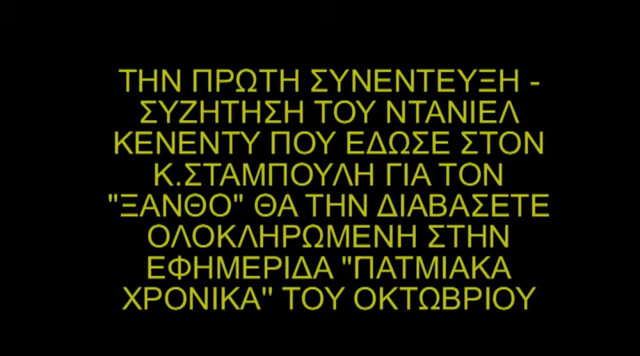 ΤΗΝ ΠΡΩΤΗ ΣΥΝΕΝΤΕΥΞΗ -
ΣΥΖΗΤΗΣΗ ΤΟΥ ΝΤΑΝΙΕΛ
ΚΕΝΕΝΤΥ ΠΟΥ ΕΔΩΣΕ ΣΤΟΝ
Κ.ΣΤΑΜΠΟΥΛΗ ΓΙΑ ΤΟΝ
"ΞΑΝΘΟ" ΘΑ ΤΗΝ ΔΙΑΒΑΣΕΤΕ
ΟΛΟΚΛΗΡΩΜΕΝΗ ΣΤΗΝ
ΕΦΗΜΕΡΙΔΑ "ΠΑΤΜΙΑΚΑ
ΧΡΟΝΙΚΑ" ΤΟΥ ΟΚΤΩΒΡΙΟΥ